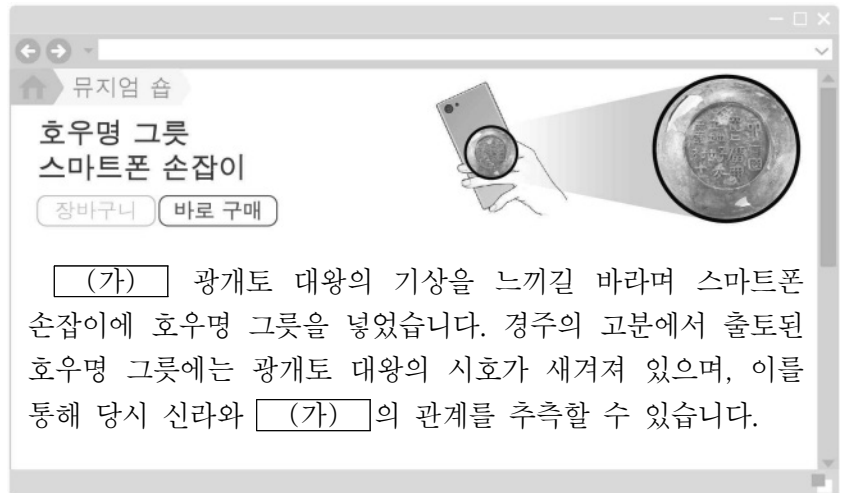 뮤지엄 숍
호우명 그릇
스마트폰 손잡이
장바구니 바로 구매
(가) 광개토 대왕의 기상을 느끼길 바라며 스마트폰
손잡이에 호우명 그릇을 넣었습니다. 경주의 고분에서 출토된
호우명 그릇에는 광개토 대왕의 시호가 새겨져 있으며, 이를
통해 당시 신라와 (가) 의 관계를 추측할 수 있습니다.